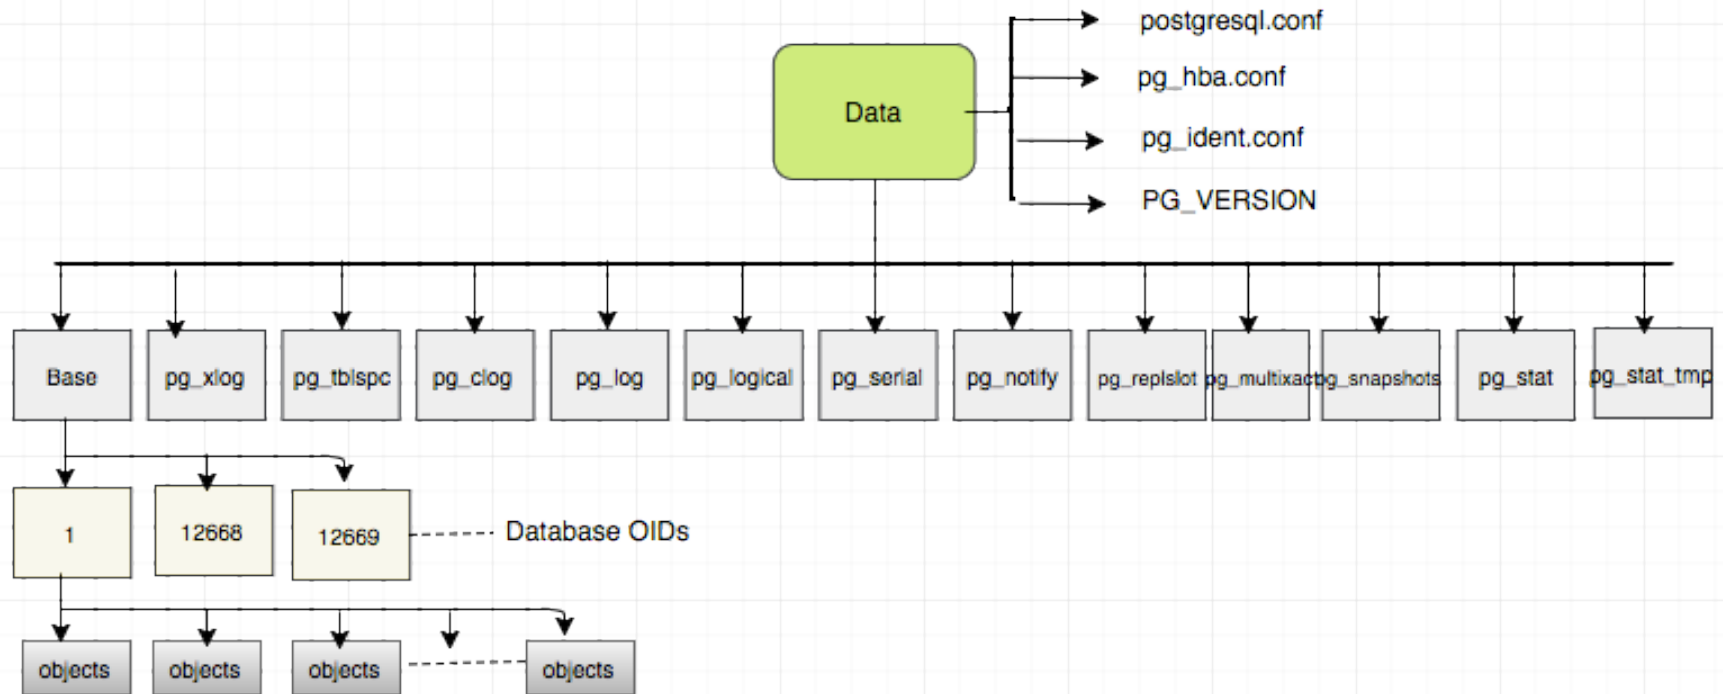 postgresql.conf
pg_hba.conf
Data
pg_ident.conf
PG_VERSION
Base
pg_xlog
pg_tblspc
pg_clog
pg_log
pg_logical
pg_serial
pg_notify
pg_replslot
pg_multixact
pg_snapshots
pg_stat
pg_stat_tmp
1
12668
12669
Database OIDs
objects
objects
objects
objects